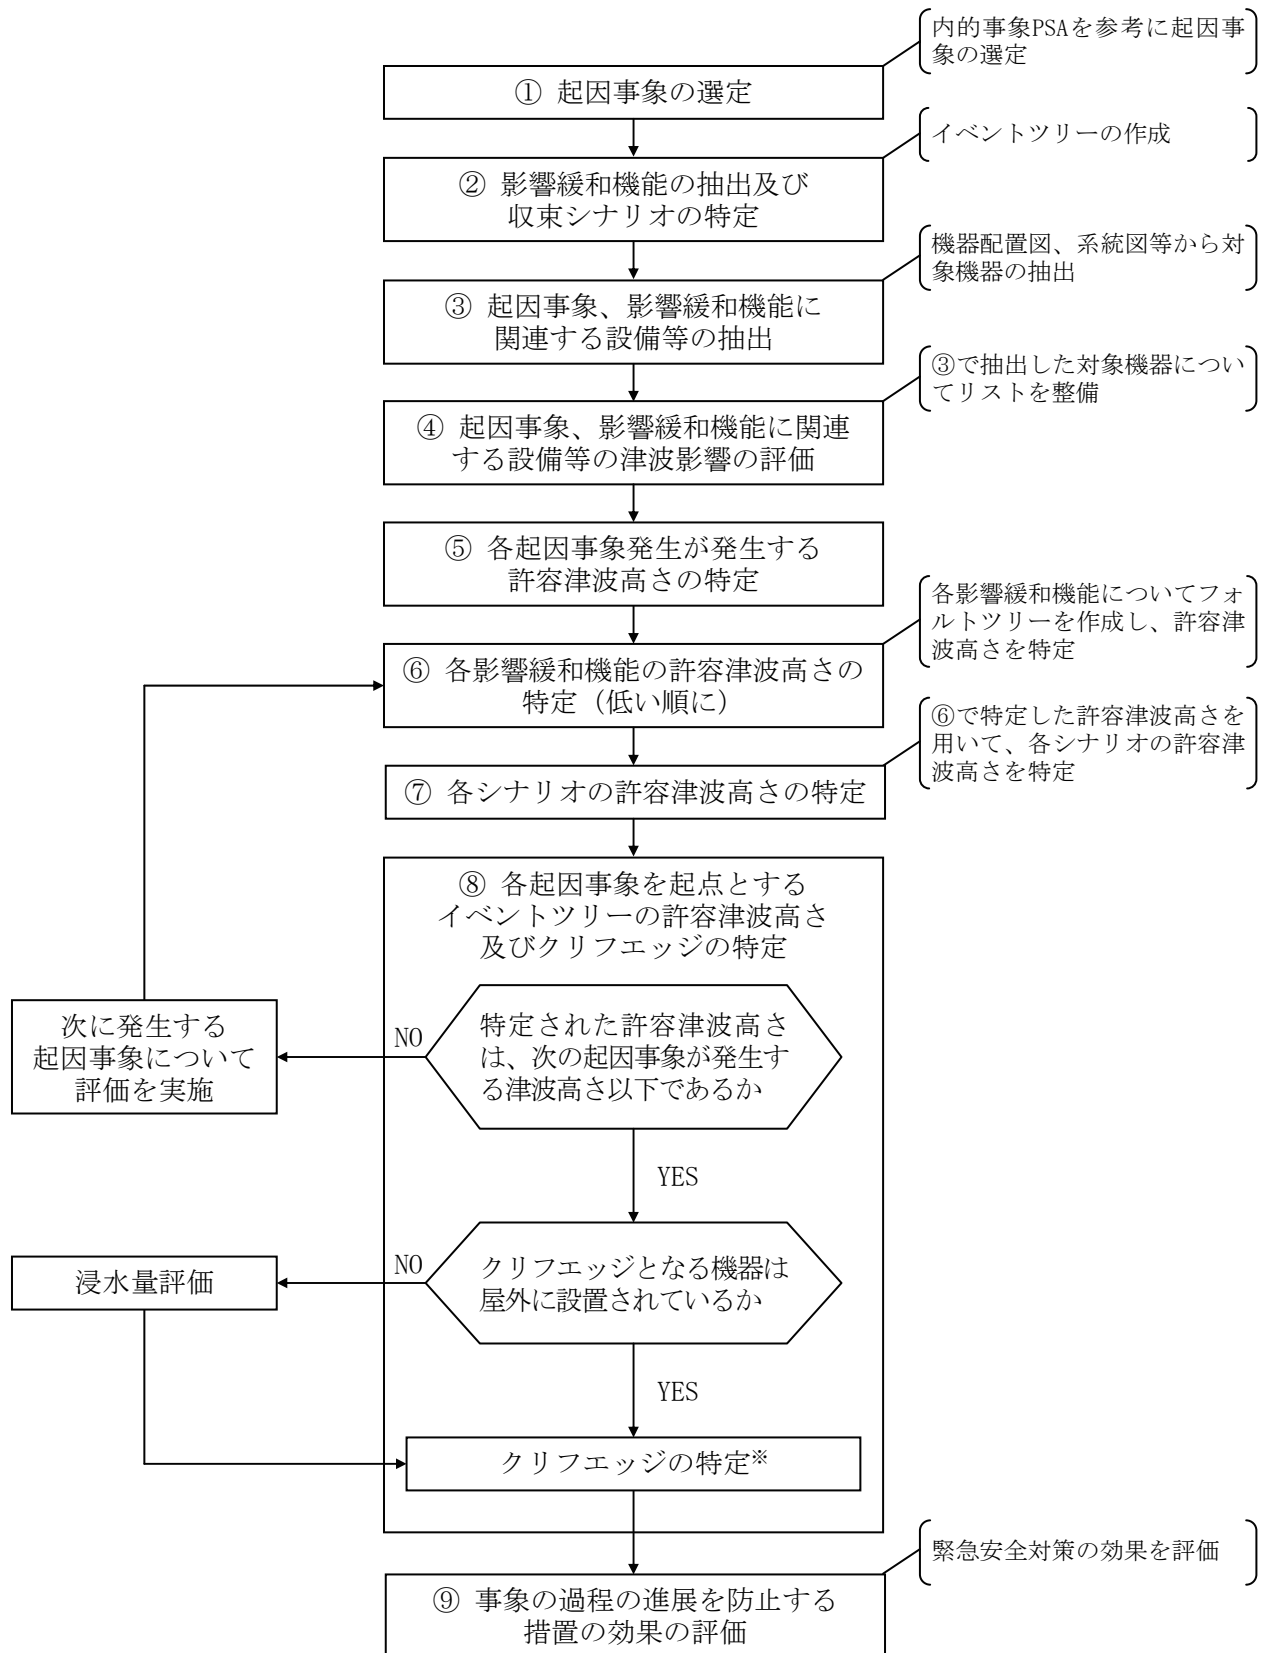 内的事象PSAを参考に起因事
象の選定
① 起因事象の選定
イベントツリーの作成
② 影響緩和機能の抽出及び
収束シナリオの特定
機器配置図、系統図等から対
象機器の抽出
③ 起因事象、影響緩和機能に
関連する設備等の抽出
③で抽出した対象機器につい
てリストを整備
④ 起因事象、影響緩和機能に関連
する設備等の津波影響の評価
⑤ 各起因事象発生が発生する
許容津波高さの特定
各影響緩和機能についてフォ
ルトツリーを作成し、許容津
波高さを特定
⑥ 各影響緩和機能の許容津波高さの
特定（低い順に）
⑥で特定した許容津波高さを
用いて、各シナリオの許容津
波高さを特定
⑦ 各シナリオの許容津波高さの特定
⑧ 各起因事象を起点とする
イベントツリーの許容津波高さ
及びクリフエッジの特定
特定された許容津波高さ
は、次の起因事象が発生す
る津波高さ以下であるか
NO
次に発生する
起因事象について
評価を実施
YES
クリフエッジとなる機器は
屋外に設置されているか
NO
浸水量評価
YES
クリフエッジの特定※
緊急安全対策の効果を評価
⑨ 事象の過程の進展を防止する
措置の効果の評価